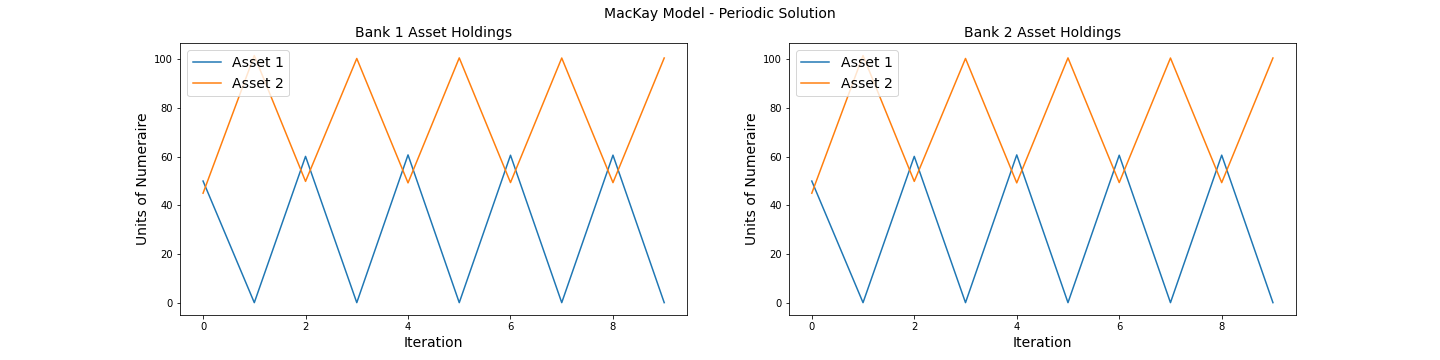 MacKay Model - Periodic Solution
Bank 1 Asset Holdings
Units of Numeraire
100
80
60
40
20
0
Asset 1
Asset 2
0
2
4
6
8
Iteration
Bank 2 Asset Holdings
Units of Numeraire
100
80
60
40
20
0
Asset 1
Asset 2
0
2
4
6
8
Iteration